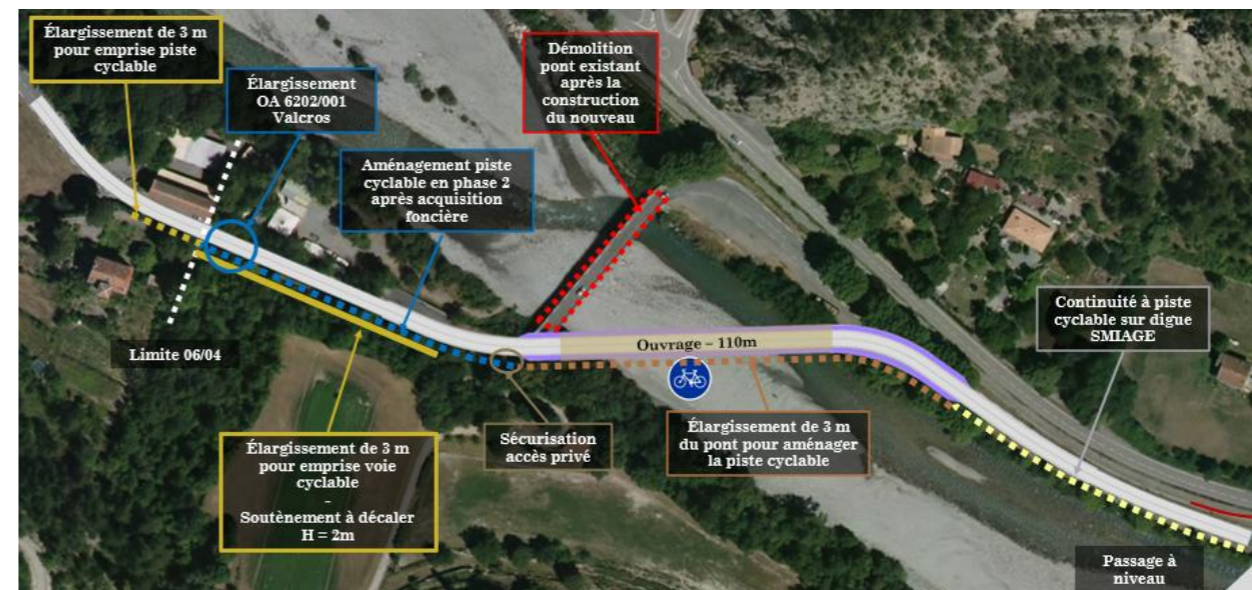 Élargissement de 3 m
pour emprise piste
cyclable
Élargissement
OA 6202/001
Valcros
Démolition
pont existant
après la
construction
du nouveau
Aménagement piste
cyclable en phase 2
après acquisition
foncière
Limite 06/04
Ouvrage – 110m
Continuité à piste
cyclable sur digue
SMIAGE
Élargissement de 3 m
pour emprise voie
cyclable
-
Soutènement à décaler
H = 2m
Sécurisation
accès privé
Élargissement de 3 m
du pont pour aménager
la piste cyclable
Passage à
niveau